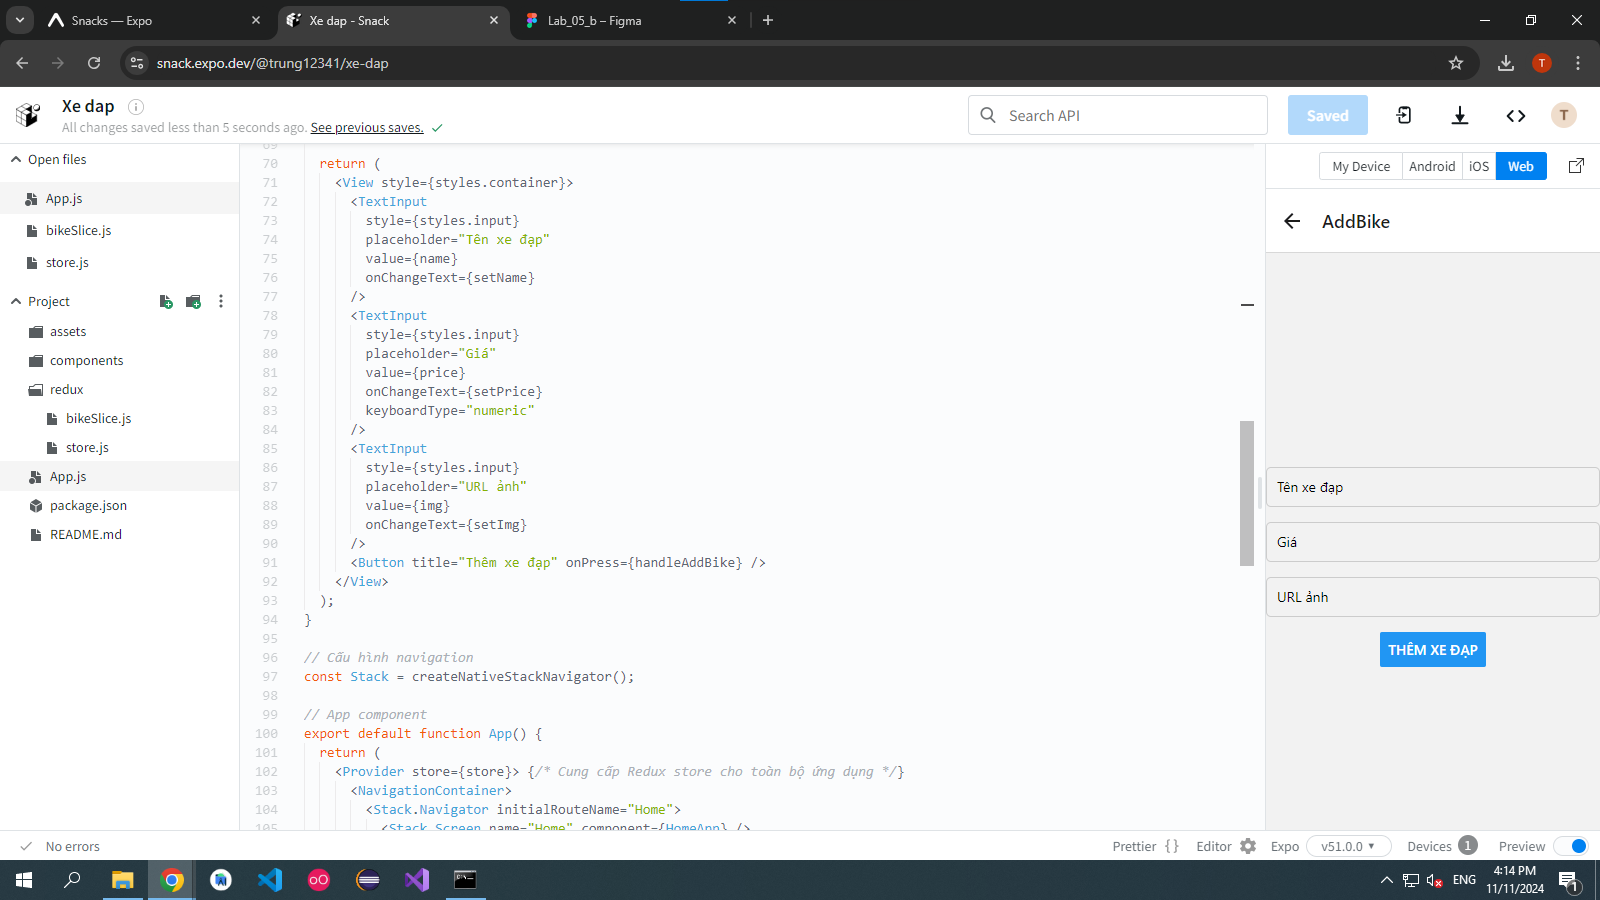 Snacks — Expo
Xe dap - Snack
Lab_05_b – Figma
snack.expo.dev/@trung12341/xe-dap
T
Xe dap
All changes saved less than 5 seconds ago. See previous saves.
Search API
Saved
T
Open files
App.js
bikeSlice.js
store.js
Project
assets
components
redux
bikeSlice.js
store.js
App.js
package.json
README.md
69
70 return (
71 <View style={styles.container}>
72 <TextInput
73 style={styles.input}
74 placeholder="Tên xe đạp"
75 value={name}
76 onChangeText={setName}
77 />
78 <TextInput
79 style={styles.input}
80 placeholder="Giá"
81 value={price}
82 onChangeText={setPrice}
83 keyboardType="numeric"
84 />
85 <TextInput
86 style={styles.input}
87 placeholder="URL ảnh"
88 value={img}
89 onChangeText={setImg}
90 />
91 <Button title="Thêm xe đạp" onPress={handleAddBike} />
92 </View>
93 );
94 }
95
96 // Cấu hình navigation
97 const Stack = createNativeStackNavigator();
98
99 // App component
100 export default function App() {
101 return (
102 <Provider store={store}> {/* Cung cấp Redux store cho toàn bộ ứng dụng */}
103 <NavigationContainer>
104 <Stack.Navigator initialRouteName="Home">
105 <Stack.Screen name="Home" component={HomeApp} />
My Device
Android
iOS
Web
AddBike
Tên xe đạp
Giá
URL ảnh
THÊM XE ĐẠP
No errors
Prettier { }
Editor
Expo
v51.0.0
Devices 1
Preview
ENG
4:14 PM
11/11/2024
1